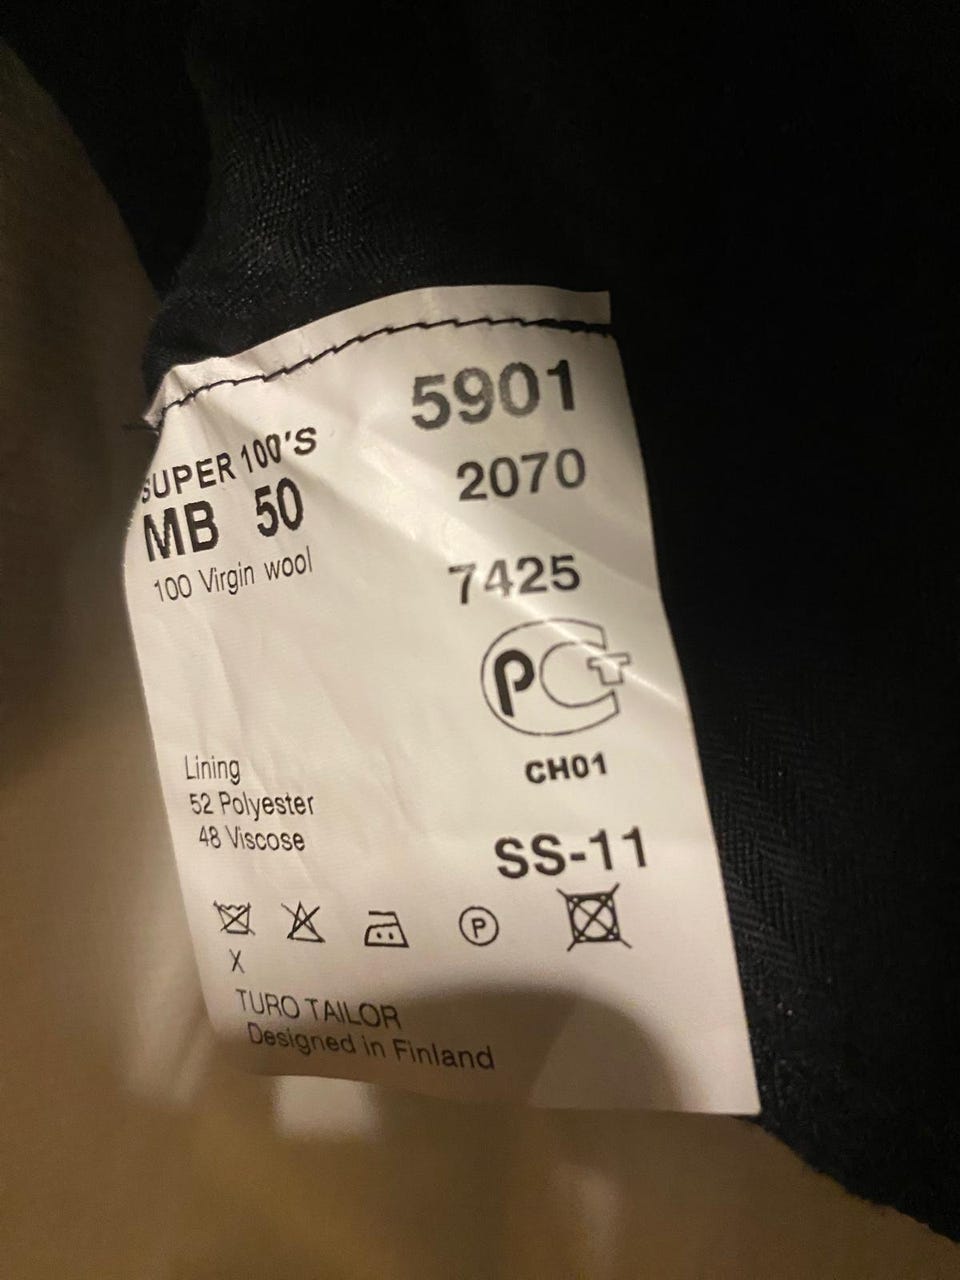 5901
SUPER 100'S
2070
MB 50
100 Virgin wool
7425
PCT
CH01
Lining
52 Polyester
48 Viscose
SS-11
P
X
TURO TAILOR
Designed in Finland